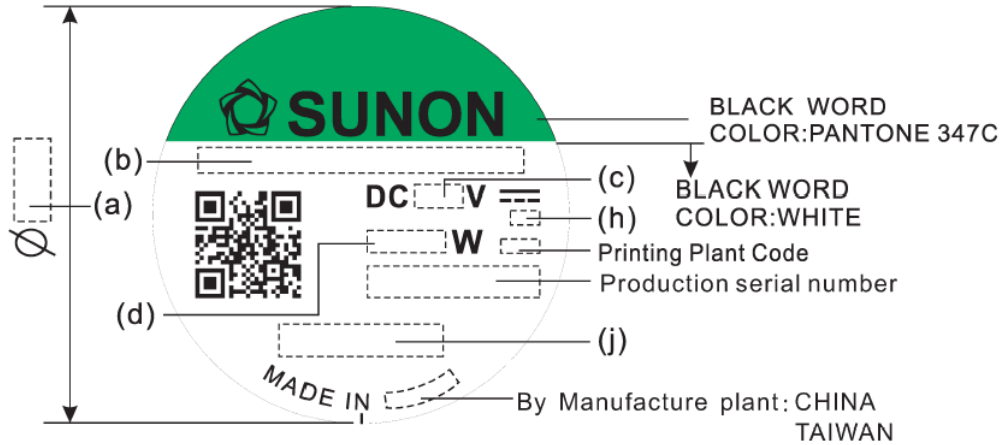 SUNON
BLACK WORD
COLOR:PANTONE 347C
(b)
(c)
DC V
BLACK WORD
COLOR:WHITE
(a)
(h)
Ø
W
Printing Plant Code
Production serial number
(d)
(j)
MADE IN
By Manufacture plant: CHINA
TAIWAN